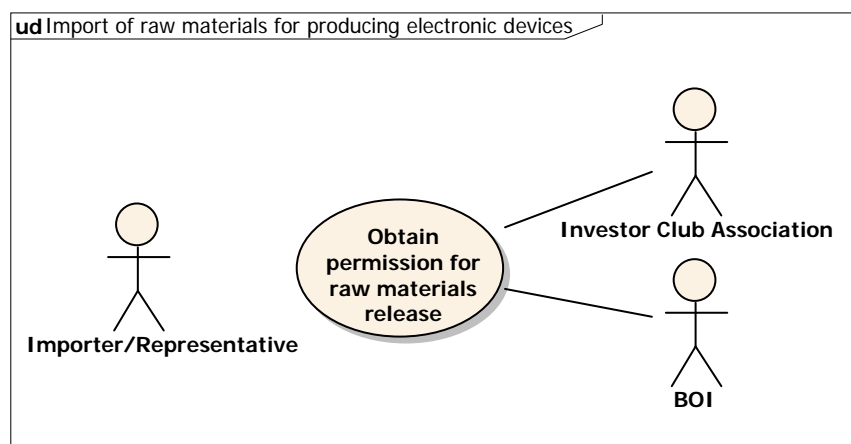 ud Import of raw materials for producing electronic devices
Investor Club Association
Obtain
permission for
raw materials
release
Importer/Representative
BOI